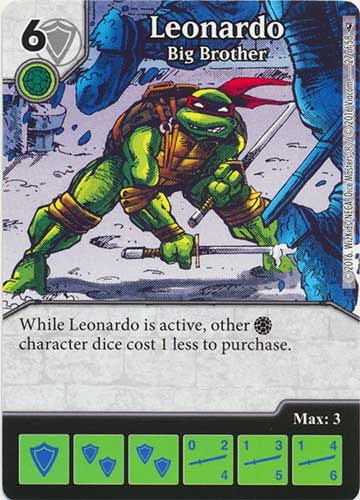 6
Leonardo
Big Brother
While Leonardo is active, other
character dice cost 1 less to purchase.
Max: 3
0 2
4
1 3
5
1 4
6